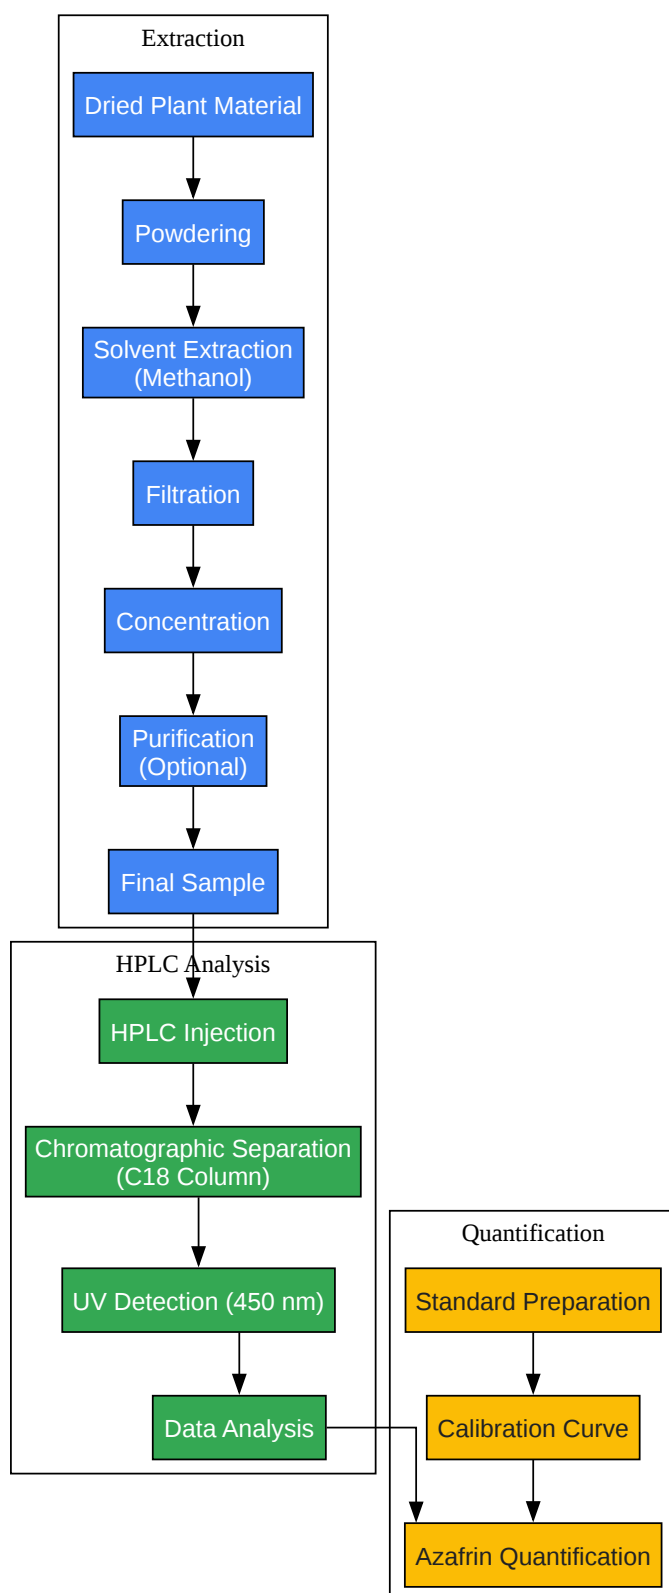 Extraction
Dried Plant Material
Powdering
Solvent Extraction
(Methanol)
Filtration
Concentration
Purification
(Optional)
Final Sample
HPLC Analysis
HPLC Injection
Chromatographic Separation
(C18 Column)
UV Detection (450 nm)
Data Analysis
Quantification
Standard Preparation
Calibration Curve
Azafrin Quantification